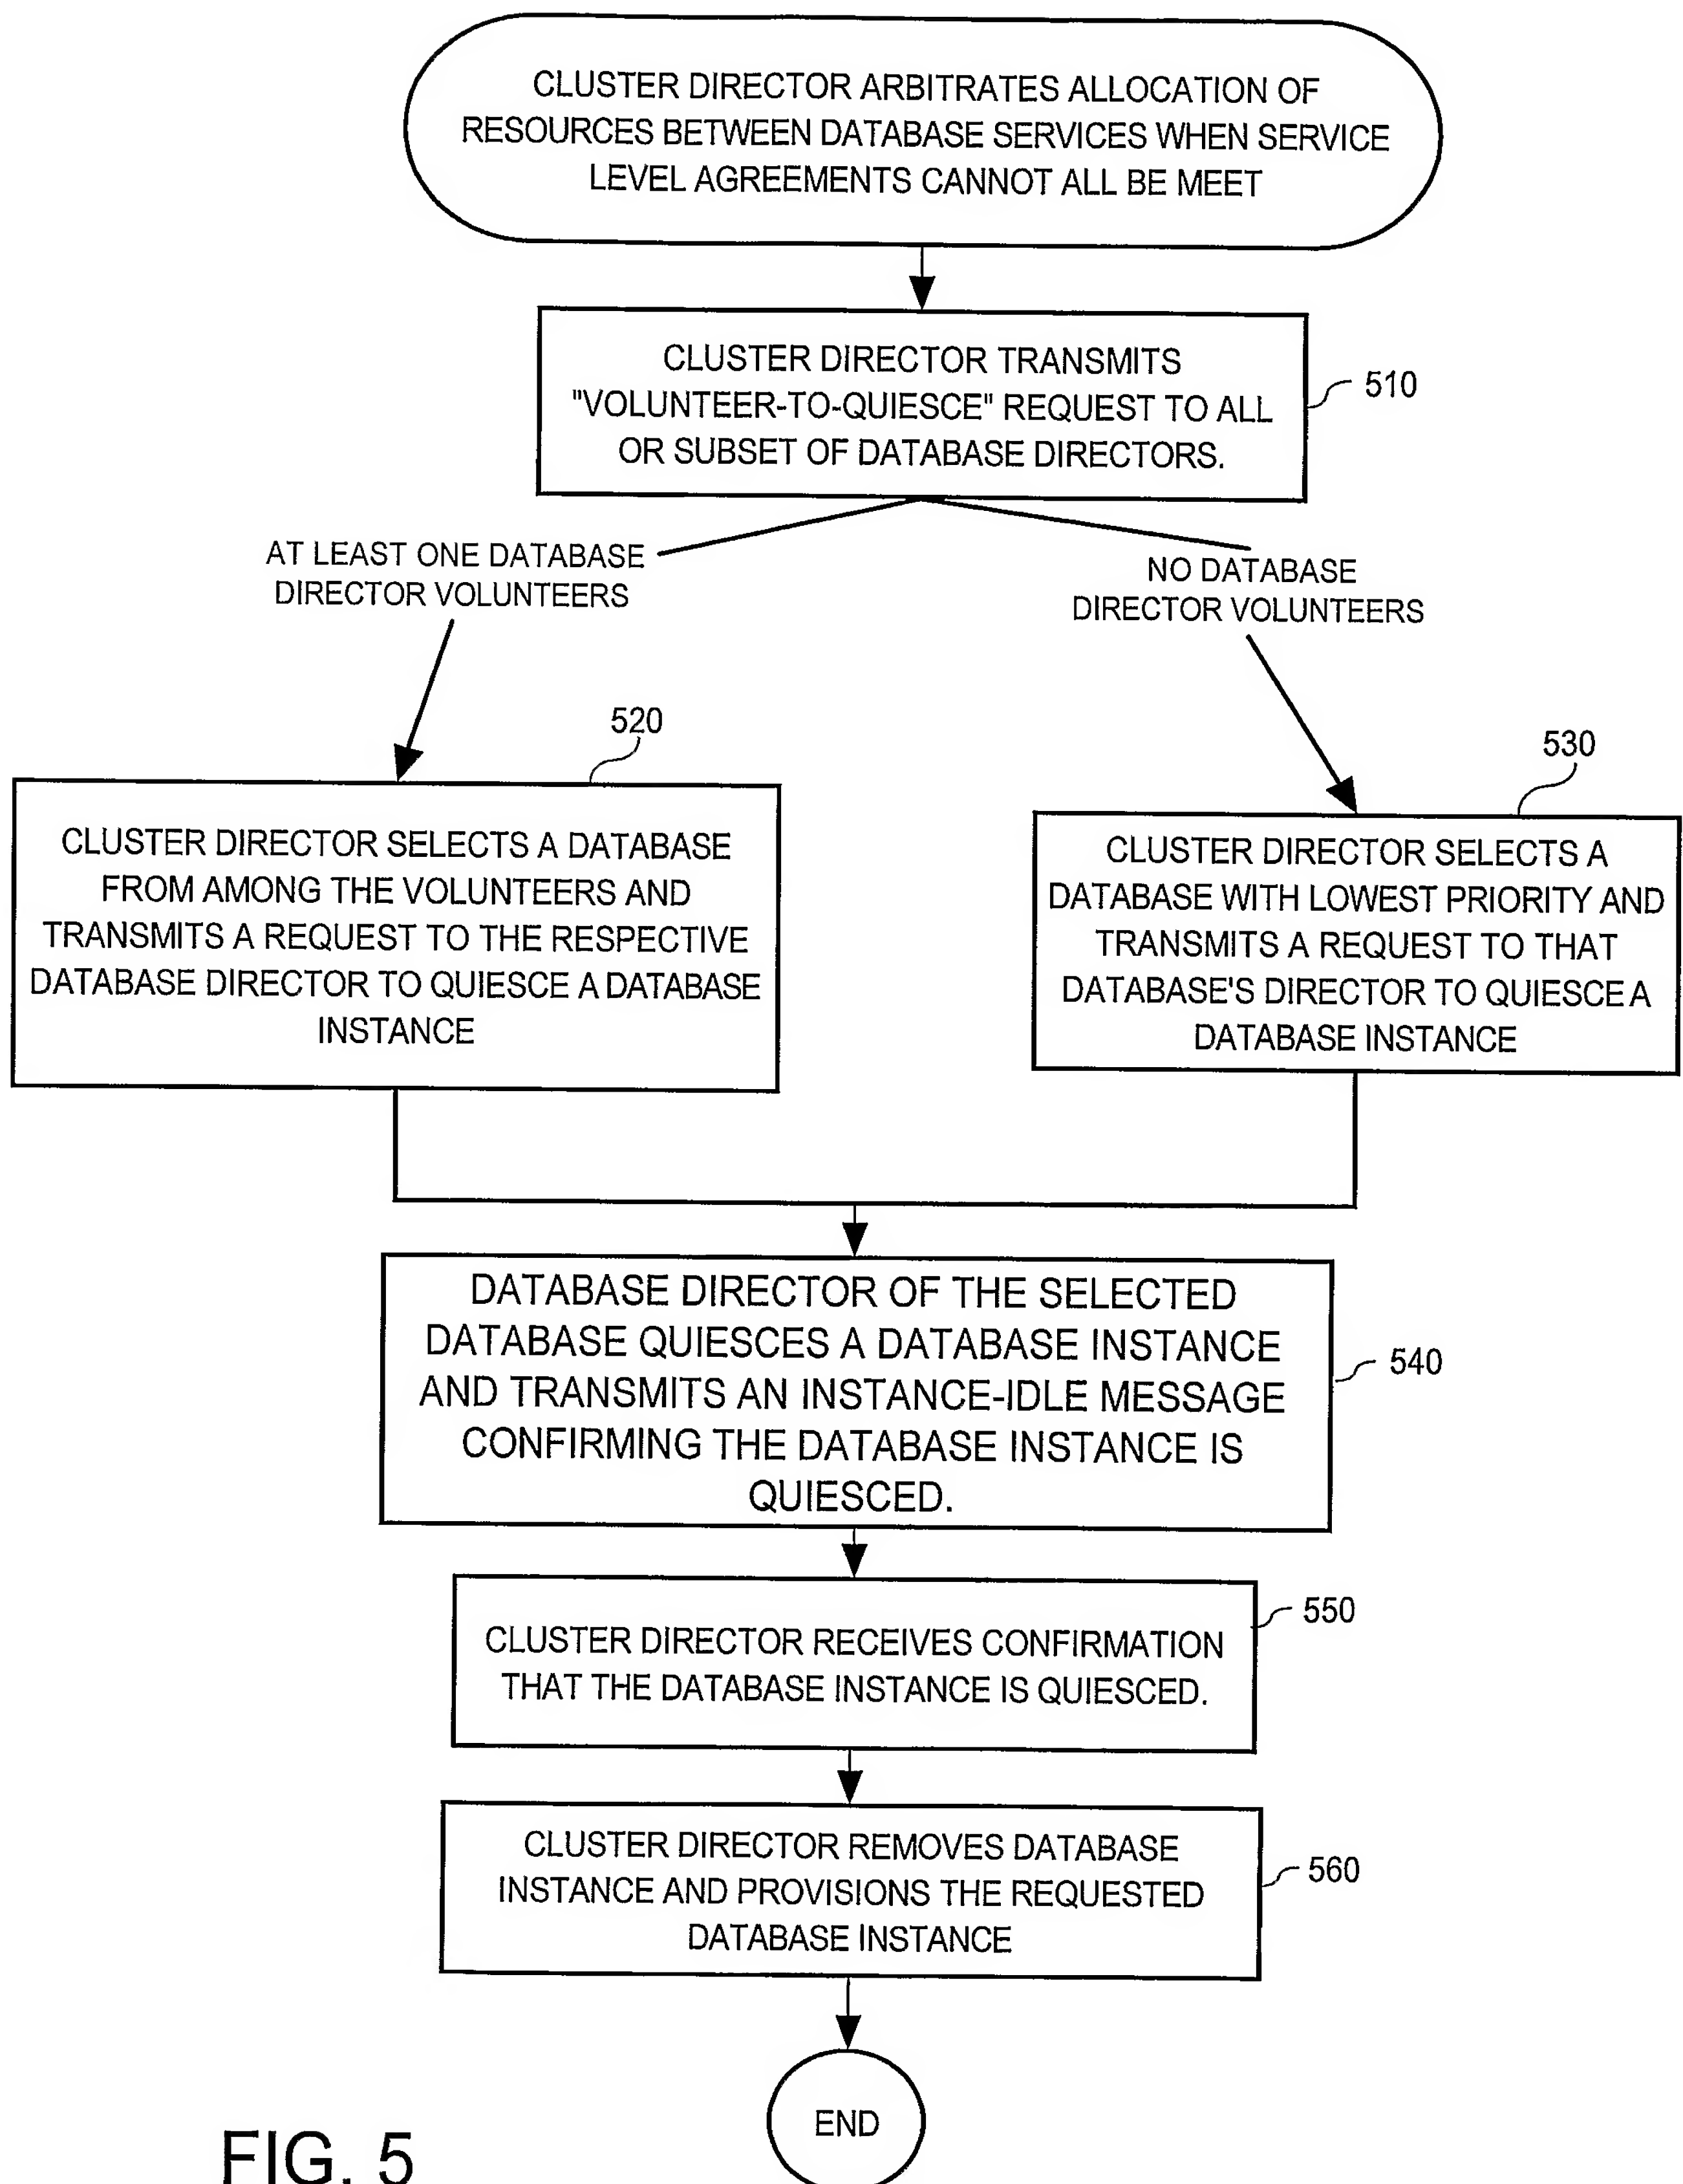 CLUSTER DIRECTOR ARBITRATES ALLOCATION OF
RESOURCES BETWEEN DATABASE SERVICES WHEN SERVICE
LEVEL AGREEMENTS CANNOT ALL BE MEET
CLUSTER DIRECTOR TRANSMITS
"VOLUNTEER-TO-QUIESCE" REQUEST TO ALL
OR SUBSET OF DATABASE DIRECTORS.
510
AT LEAST ONE DATABASE
DIRECTOR VOLUNTEERS
NO DATABASE
DIRECTOR VOLUNTEERS
520
CLUSTER DIRECTOR SELECTS A DATABASE
FROM AMONG THE VOLUNTEERS AND
TRANSMITS A REQUEST TO THE RESPECTIVE
DATABASE DIRECTOR TO QUIESCE A DATABASE
INSTANCE
530
CLUSTER DIRECTOR SELECTS A
DATABASE WITH LOWEST PRIORITY AND
TRANSMITS A REQUEST TO THAT
DATABASE'S DIRECTOR TO QUIESCE A
DATABASE INSTANCE
DATABASE DIRECTOR OF THE SELECTED
DATABASE QUIESCES A DATABASE INSTANCE
AND TRANSMITS AN INSTANCE-IDLE MESSAGE
CONFIRMING THE DATABASE INSTANCE IS
QUIESCED.
540
CLUSTER DIRECTOR RECEIVES CONFIRMATION
THAT THE DATABASE INSTANCE IS QUIESCED.
550
CLUSTER DIRECTOR REMOVES DATABASE
INSTANCE AND PROVISIONS THE REQUESTED
DATABASE INSTANCE
560
END
FIG. 5